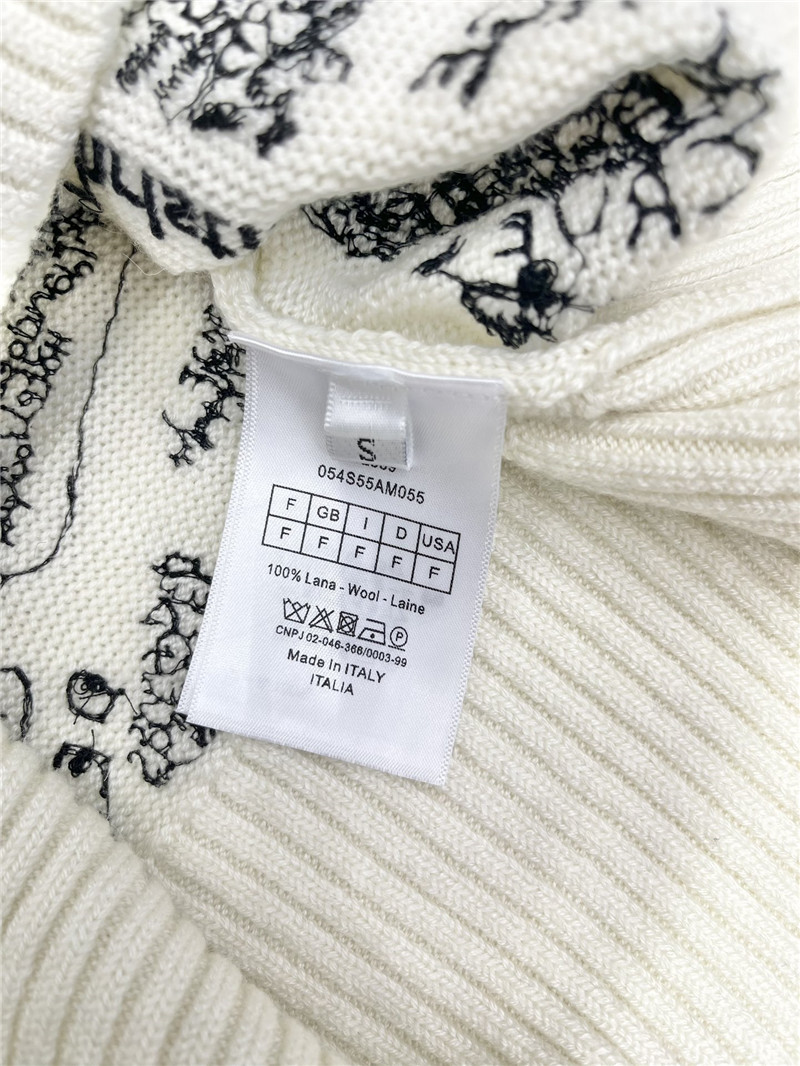 S
054S55AM055
F GB I D USA
F F F F F
100% Lana - Wool - Laine
P
CNPJ 02-046-366/0003-99
Made in ITALY
ITALIA